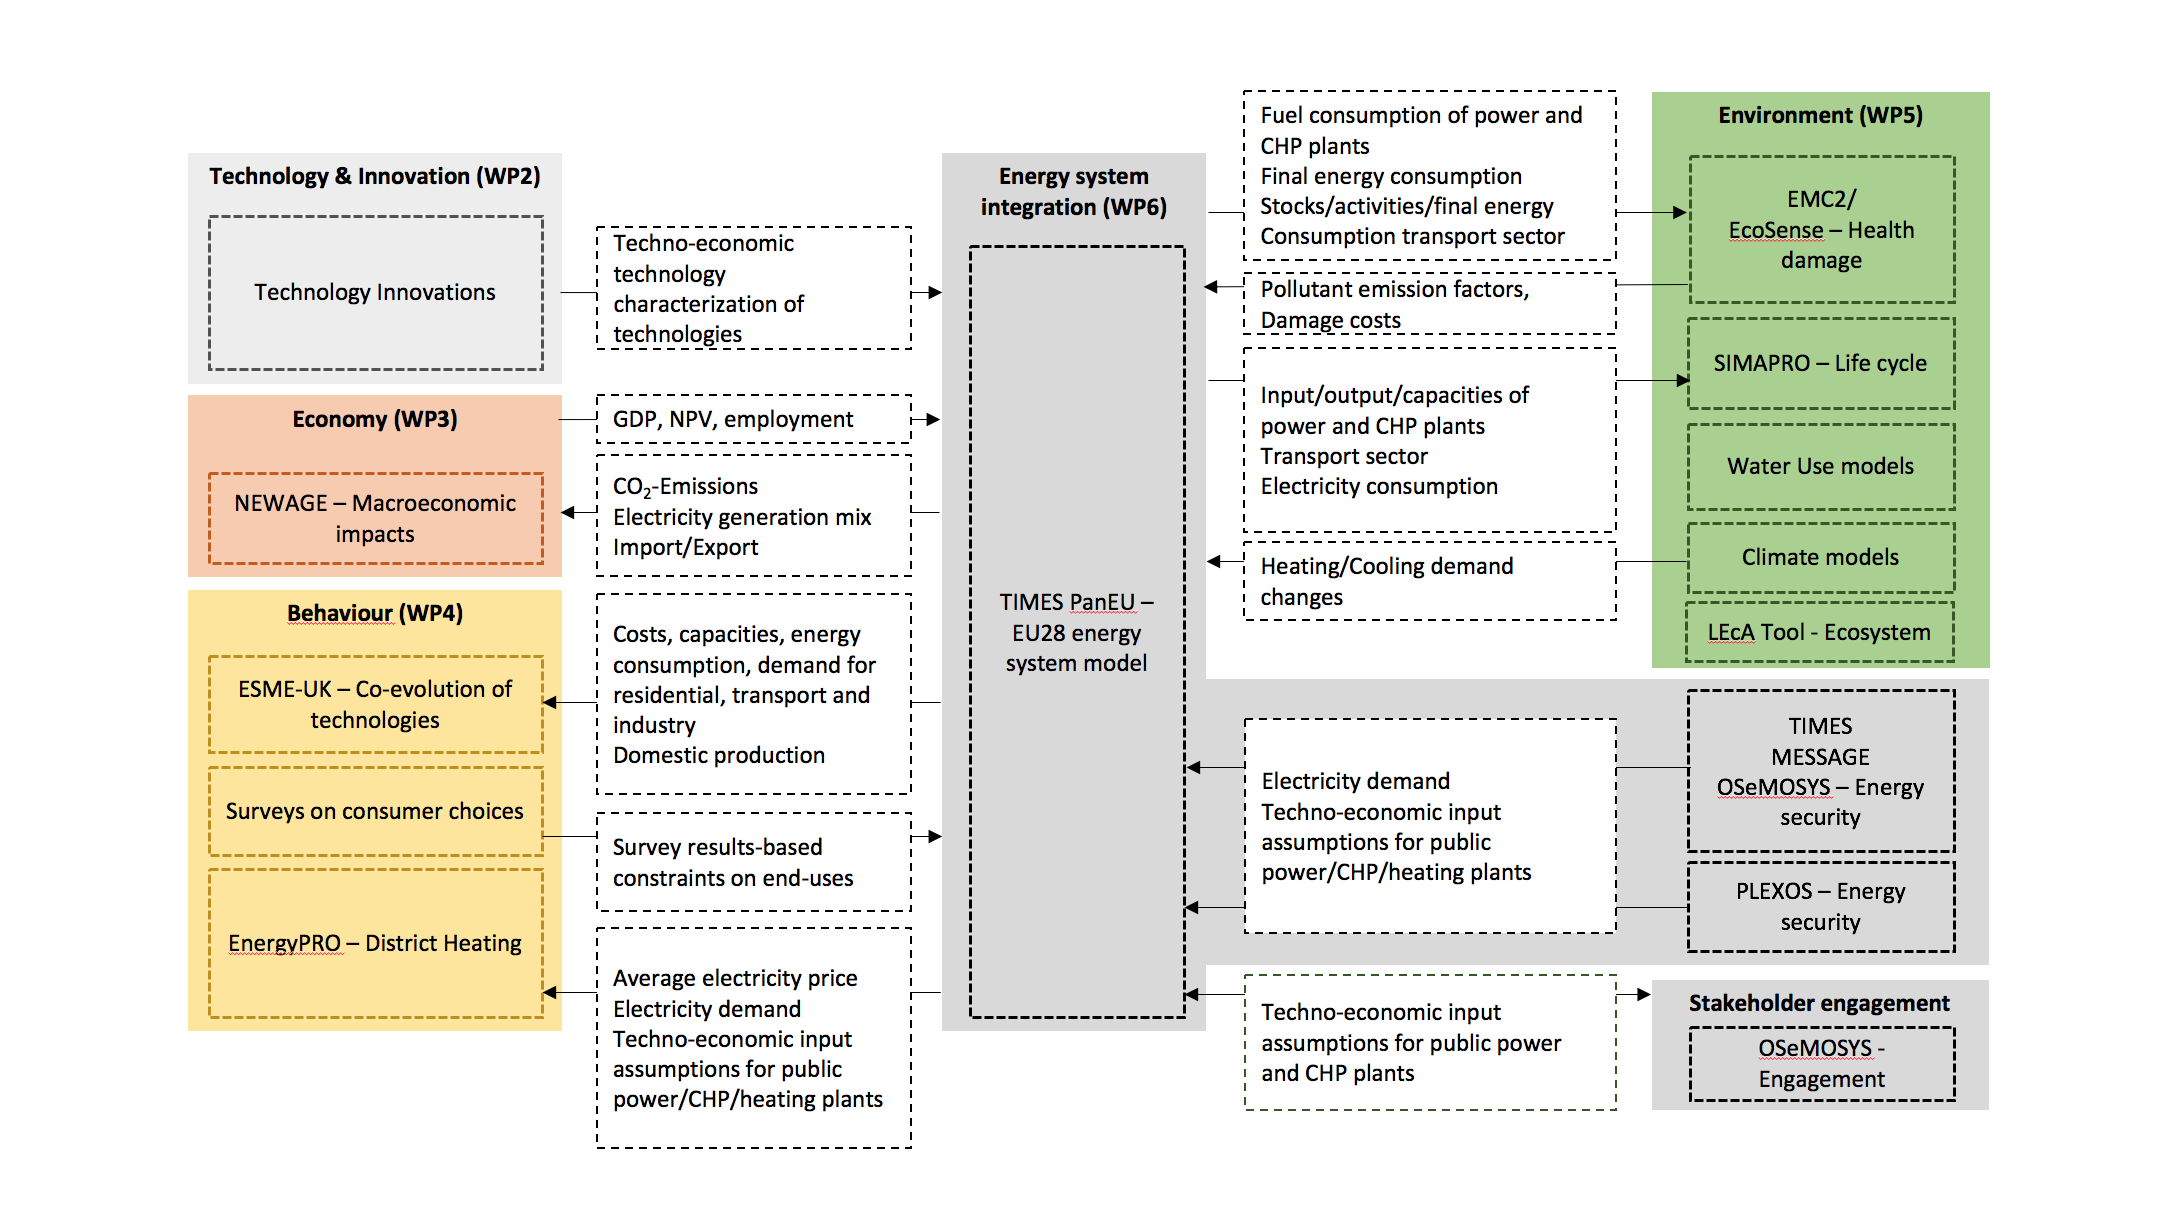 Technology & Innovation (WP2)
Technology Innovations
Techno-economic
technology
characterization of
technologies
Economy (WP3)
NEWAGE – Macroeconomic
impacts
GDP, NPV, employment
CO₂-Emissions
Electricity generation mix
Import/Export
Behaviour (WP4)
ESME-UK – Co-evolution of
technologies
Surveys on consumer choices
EnergyPRO – District Heating
Costs, capacities, energy
consumption, demand for
residential, transport and
industry
Domestic production
Survey results-based
constraints on end-uses
Average electricity price
Electricity demand
Techno-economic input
assumptions for public
power/CHP/heating plants
Energy system
integration (WP6)
TIMES PanEU –
EU28 energy
system model
Fuel consumption of power and
CHP plants
Final energy consumption
Stocks/activities/final energy
Consumption transport sector
Pollutant emission factors,
Damage costs
Input/output/capacities of
power and CHP plants
Transport sector
Electricity consumption
Heating/Cooling demand
changes
Electricity demand
Techno-economic input
assumptions for public
power/CHP/heating plants
Techno-economic input
assumptions for public power
and CHP plants
Environment (WP5)
EMC2/
EcoSense – Health
damage
SIMAPRO – Life cycle
Water Use models
Climate models
LEcA Tool - Ecosystem
TIMES
MESSAGE
OSeMOSYS – Energy
security
PLEXOS – Energy
security
Stakeholder engagement
OSeMOSYS -
Engagement